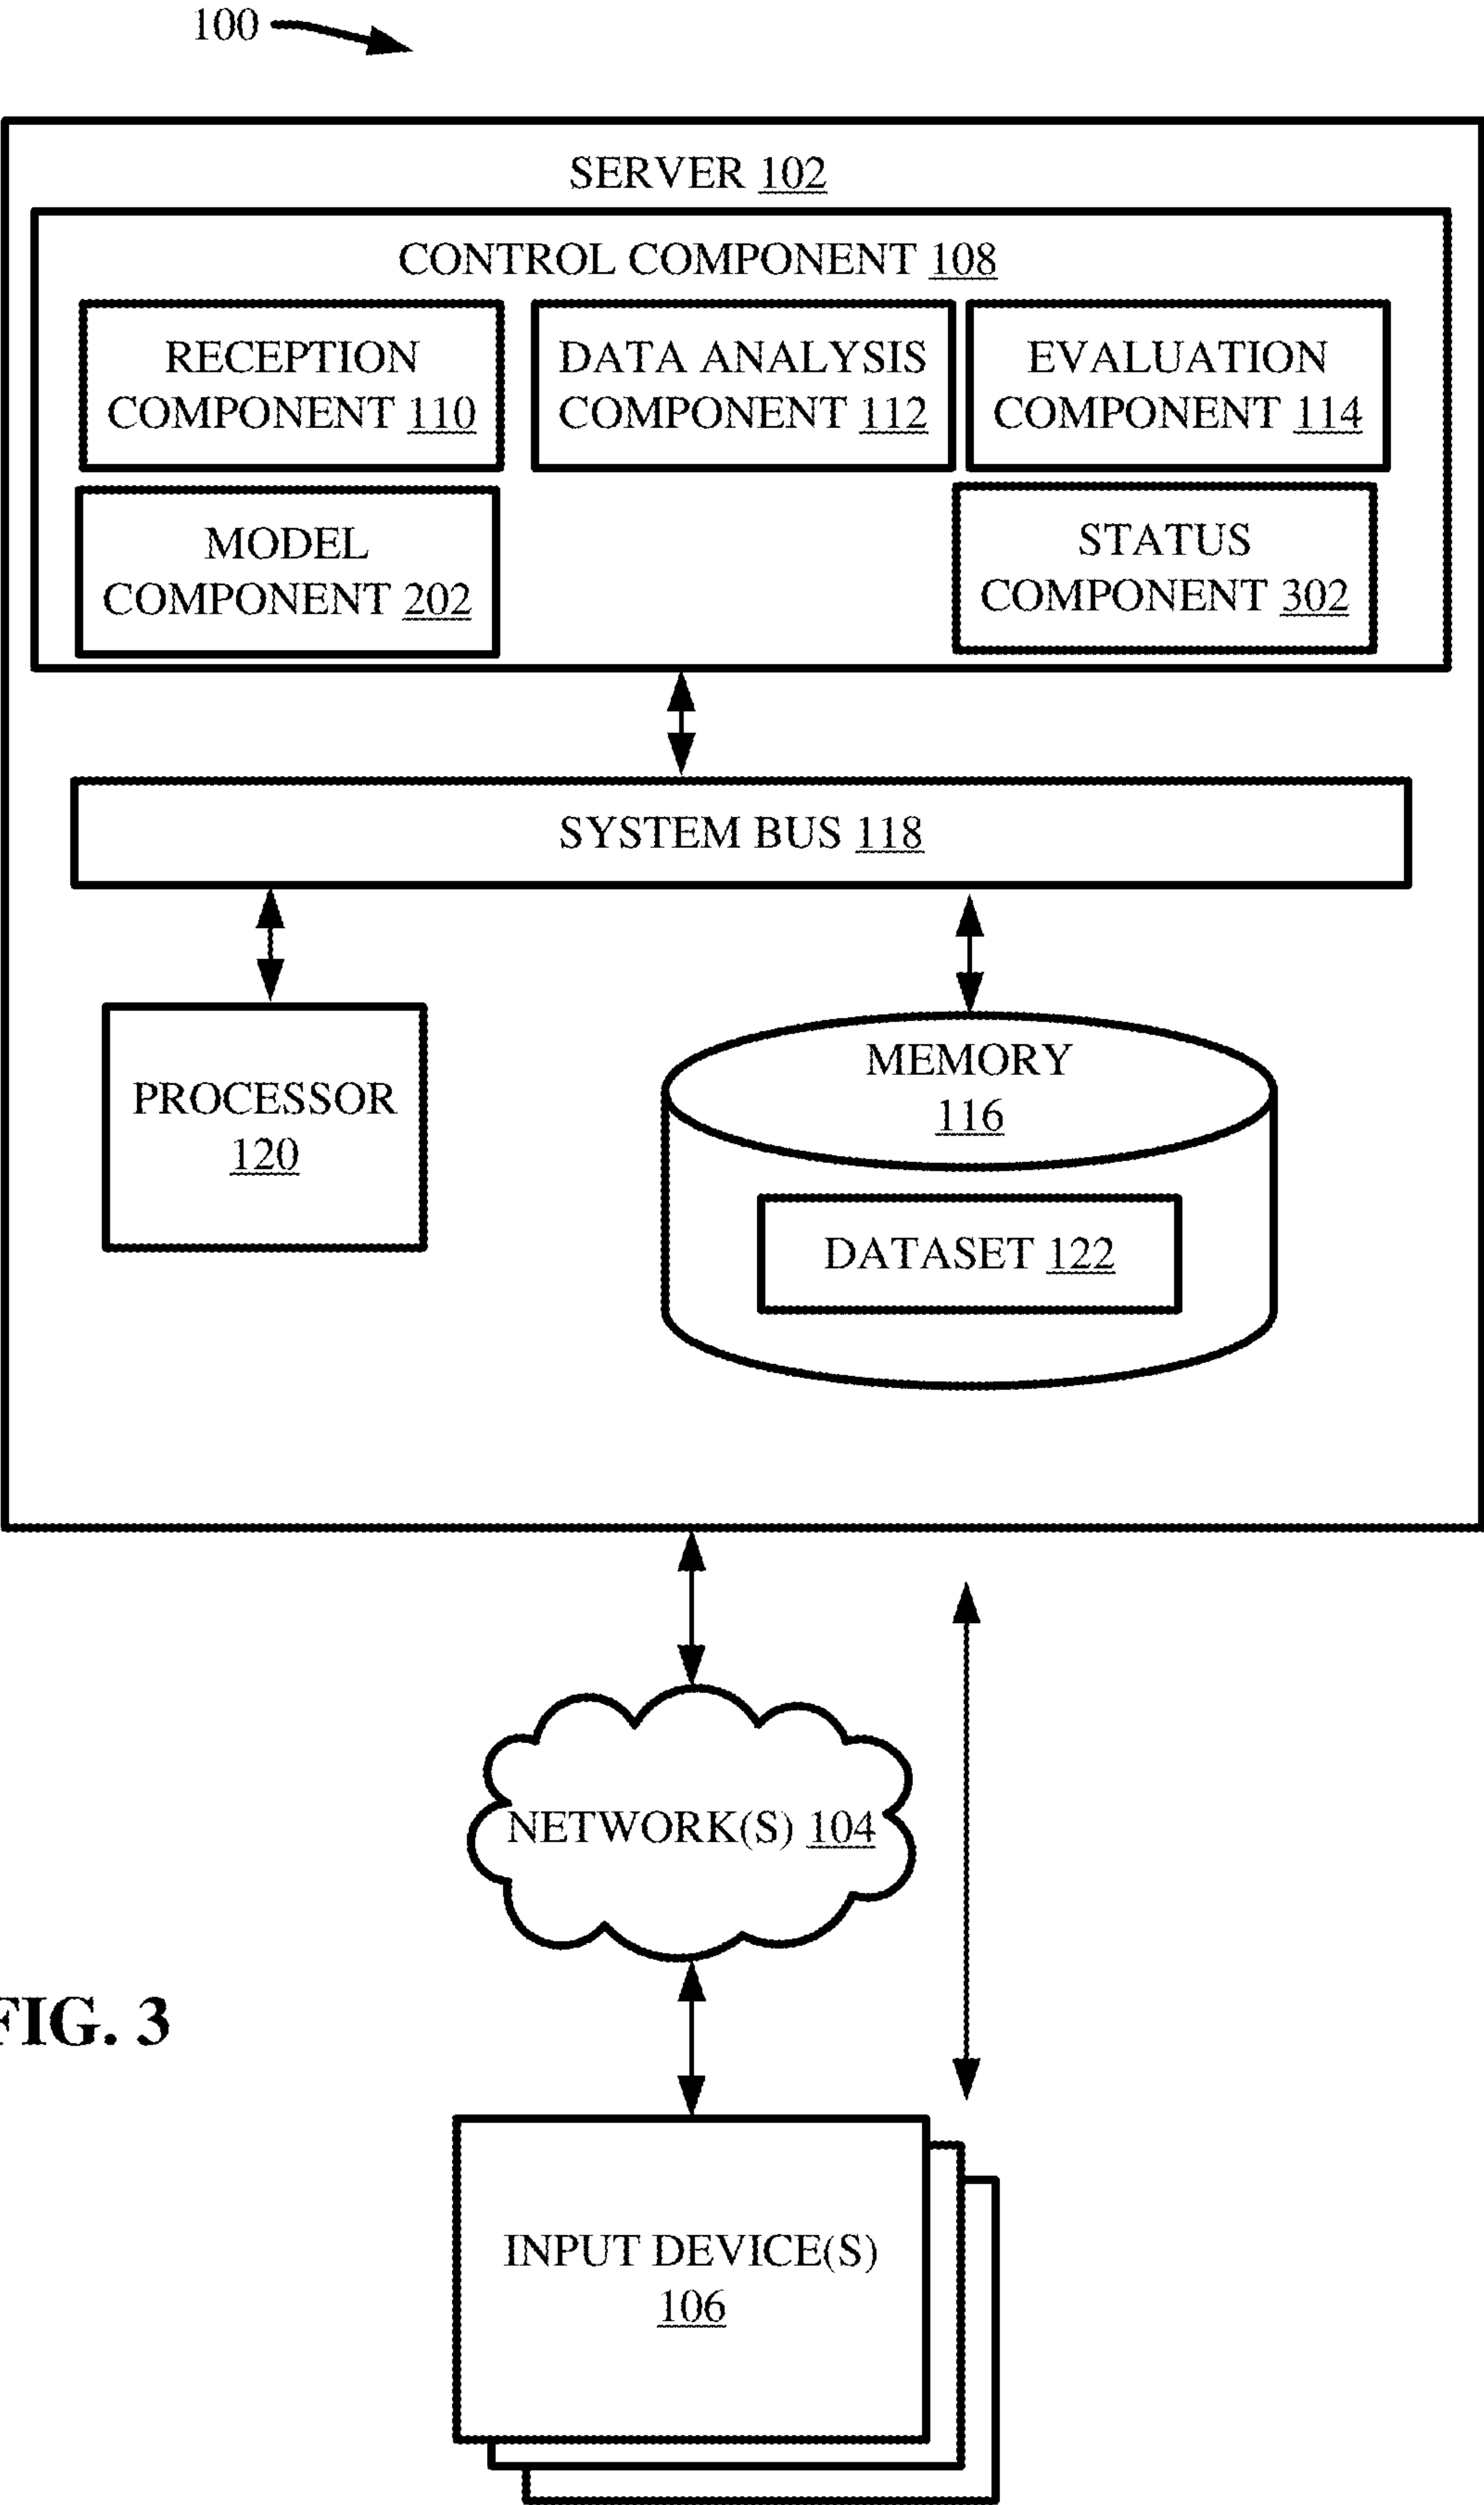 100
SERVER 102
CONTROL COMPONENT 108
RECEPTION
COMPONENT 110
DATA ANALYSIS
COMPONENT 112
EVALUATION
COMPONENT 114
MODEL
COMPONENT 202
STATUS
COMPONENT 302
SYSTEM BUS 118
PROCESSOR
120
MEMORY
116
DATASET 122
NETWORK(S) 104
FIG. 3
INPUT DEVICE(S)
106